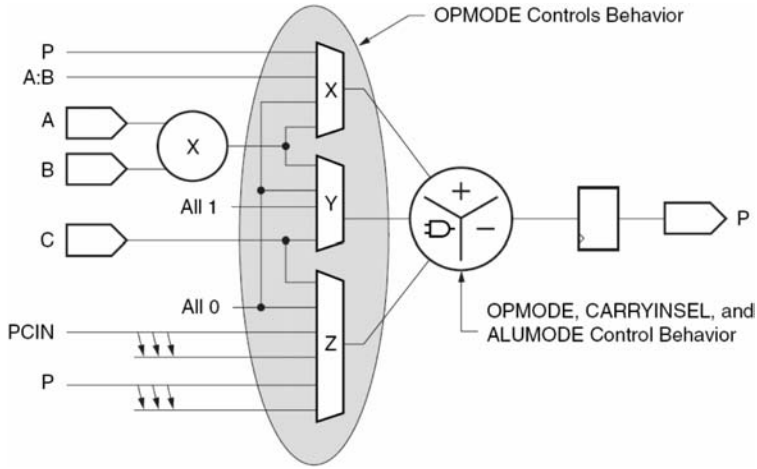 OPMODE Controls Behavior
P
A:B
X
A
B
X
All 1
Y
C
P
All 0
OPMODE, CARRYINSEL, and
ALUMODE Control Behavior
PCIN
Z
P